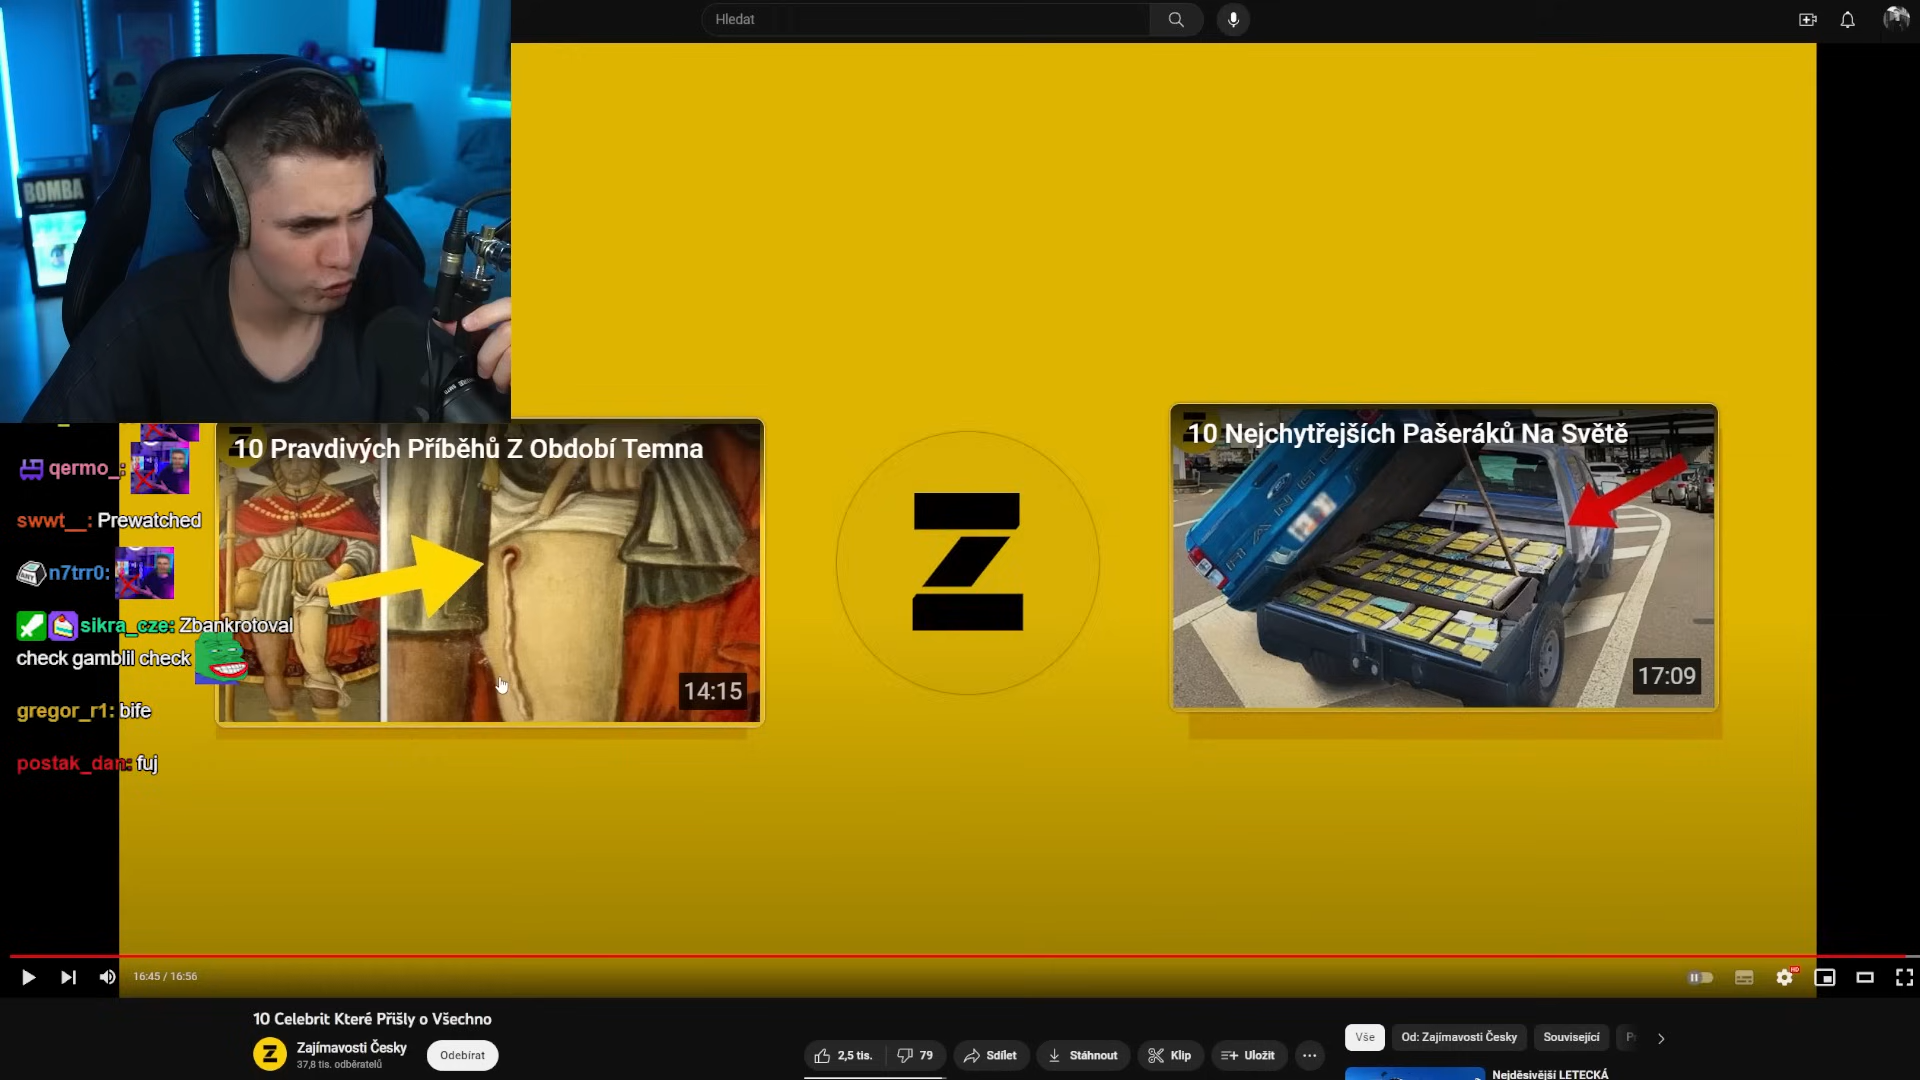 Hledat
BOMBA
10 Pravdivých Příběhů Z Období Temna
14:15
Z
10 Nejchytřejších Pašeráků Na Světě
17:09
qermo_:
swwt__: Prewatched
n7trr0:
sikra_cze: Zbankrotoval
check gamblil check
gregor_r1: bife
postak_dan: fuj
16:45 / 16:56
HD
10 Celebrit Které Přišly o Všechno
Zajímavosti Česky
37,8 tis. odběratelů
Odebírat
2,5 tis.
79
Sdílet
Stáhnout
Klip
Uložit
Vše
Od: Zajímavosti Česky
Související
Nejděsivější LETECKÁ